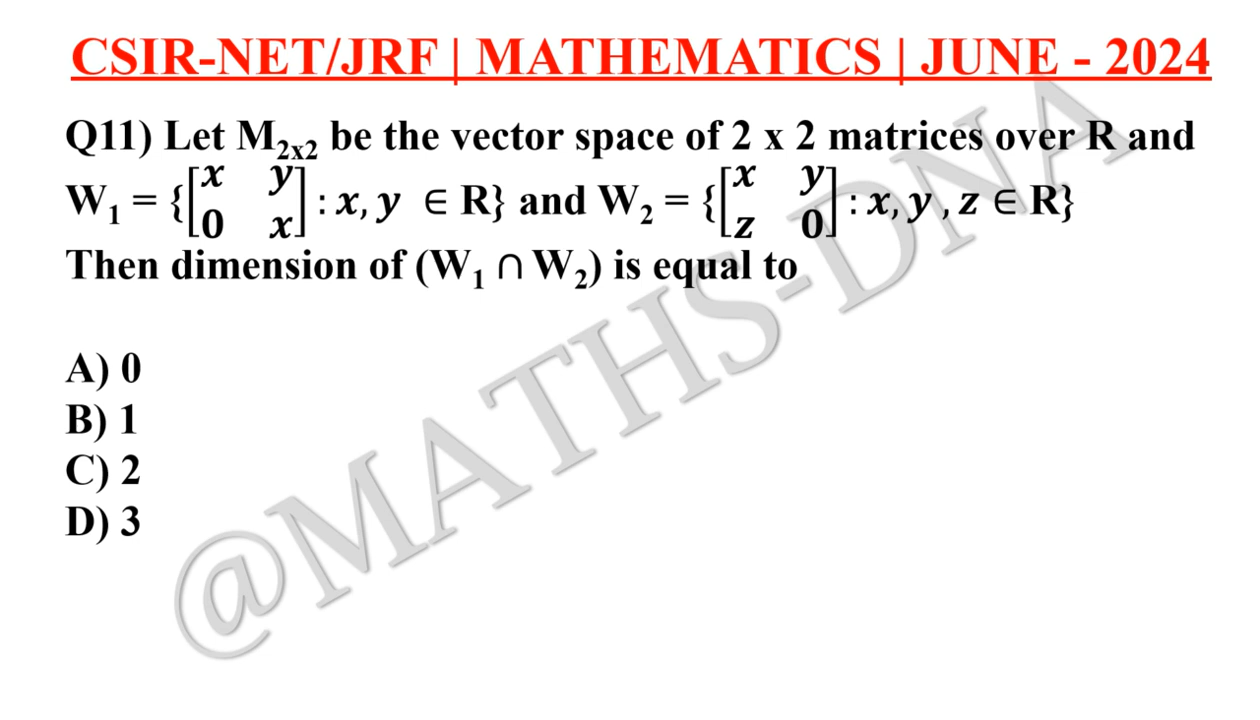 CSIR-NET/JRF | MATHEMATICS | JUNE - 2024
Q11) Let M₂ₓ₂ be the vector space of 2 x 2 matrices over R and
W₁ = {[x y; 0 x] : x, y ∈ R} and W₂ = {[x y; z 0] : x, y , z ∈ R}
Then dimension of (W₁ ∩ W₂) is equal to
A) 0
B) 1
C) 2
D) 3
@MATHS-DNA